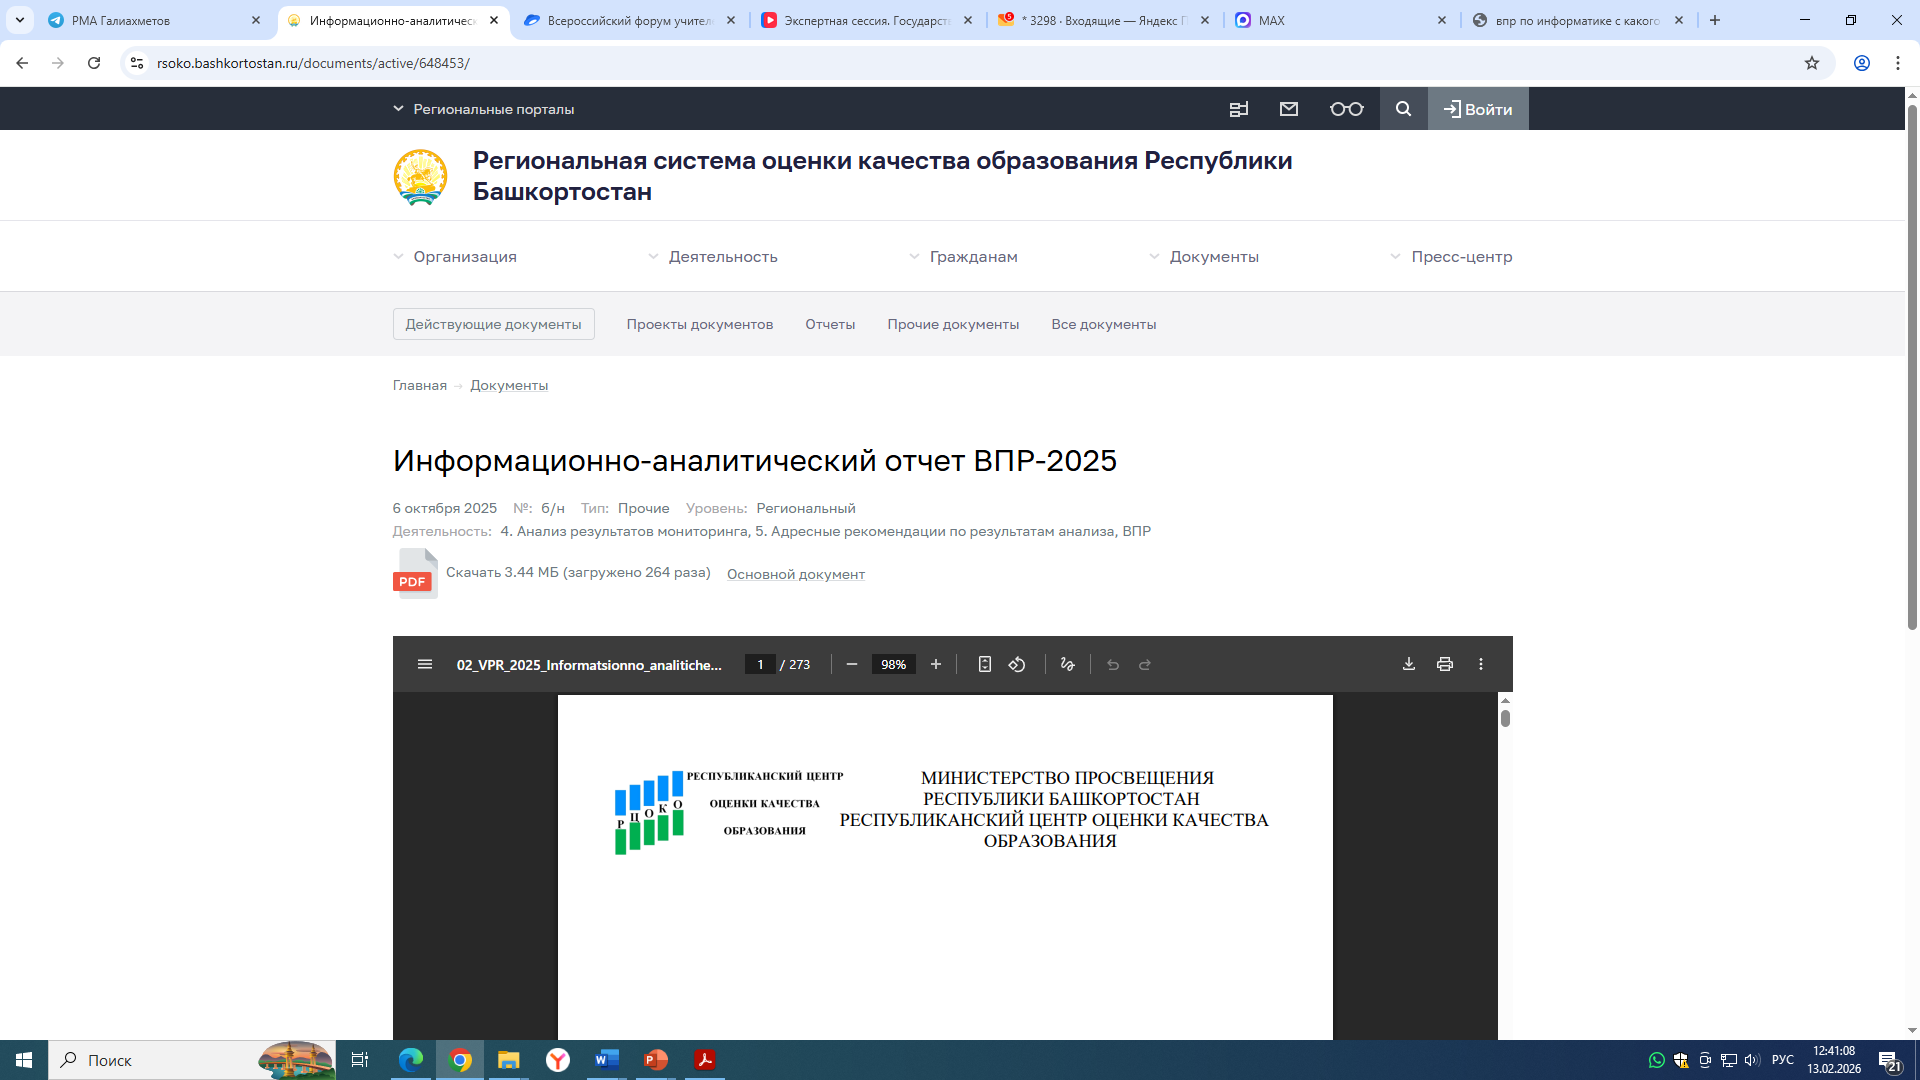 РМА Галиахметов
Информационно-аналитическ
Всероссийский форум учител
Экспертная сессия. Государст
* 3298 · Входящие — Яндекс П
MAX
впр по информатике с какого
rsoko.bashkortostan.ru/documents/active/648453/
Региональные порталы
Войти
Региональная система оценки качества образования Республики
Башкортостан
Организация
Деятельность
Гражданам
Документы
Пресс-центр
Действующие документы
Проекты документов
Отчеты
Прочие документы
Все документы
Главная → Документы
Информационно-аналитический отчет ВПР-2025
6 октября 2025 №: б/н Тип: Прочие Уровень: Региональный
Деятельность: 4. Анализ результатов мониторинга, 5. Адресные рекомендации по результатам анализа, ВПР
PDF
Скачать 3.44 МБ (загружено 264 раза)
Основной документ
02_VPR_2025_Informatsionno_analitiche...
1 / 273
98%
РЕСПУБЛИКАНСКИЙ ЦЕНТР
ОЦЕНКИ КАЧЕСТВА
ОБРАЗОВАНИЯ
РЦОКО
МИНИСТЕРСТВО ПРОСВЕЩЕНИЯ
РЕСПУБЛИКИ БАШКОРТОСТАН
РЕСПУБЛИКАНСКИЙ ЦЕНТР ОЦЕНКИ КАЧЕСТВА
ОБРАЗОВАНИЯ
Поиск
РУС
12:41:08
13.02.2026
21